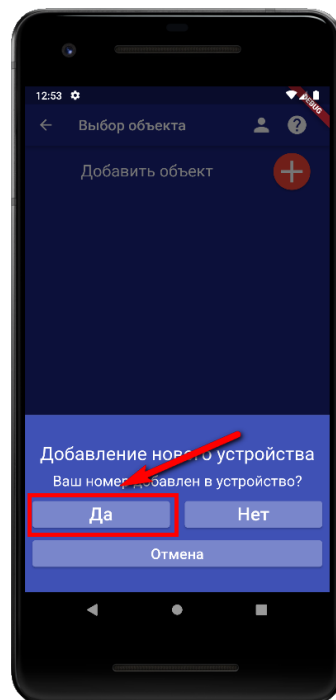 12:53
DEBUG
Выбор объекта
Добавить объект
Добавление нового устройства
Ваш номер добавлен в устройство?
Да
Нет
Отмена